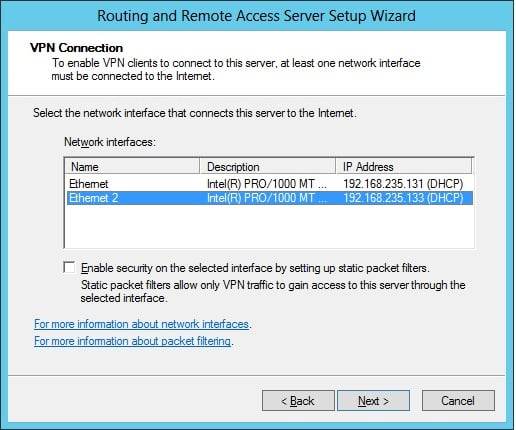 Routing and Remote Access Server Setup Wizard
VPN Connection
To enable VPN clients to connect to this server, at least one network interface
must be connected to the Internet.
Select the network interface that connects this server to the Internet.
Network interfaces:
Name Description IP Address
Ethernet Intel(R) PRO/1000 MT ... 192.168.235.131 (DHCP)
Ethernet 2 Intel(R) PRO/1000 MT ... 192.168.235.133 (DHCP)
Enable security on the selected interface by setting up static packet filters.
Static packet filters allow only VPN traffic to gain access to this server through the
selected interface.
For more information about network interfaces.
For more information about packet filtering.
< Back Next > Cancel